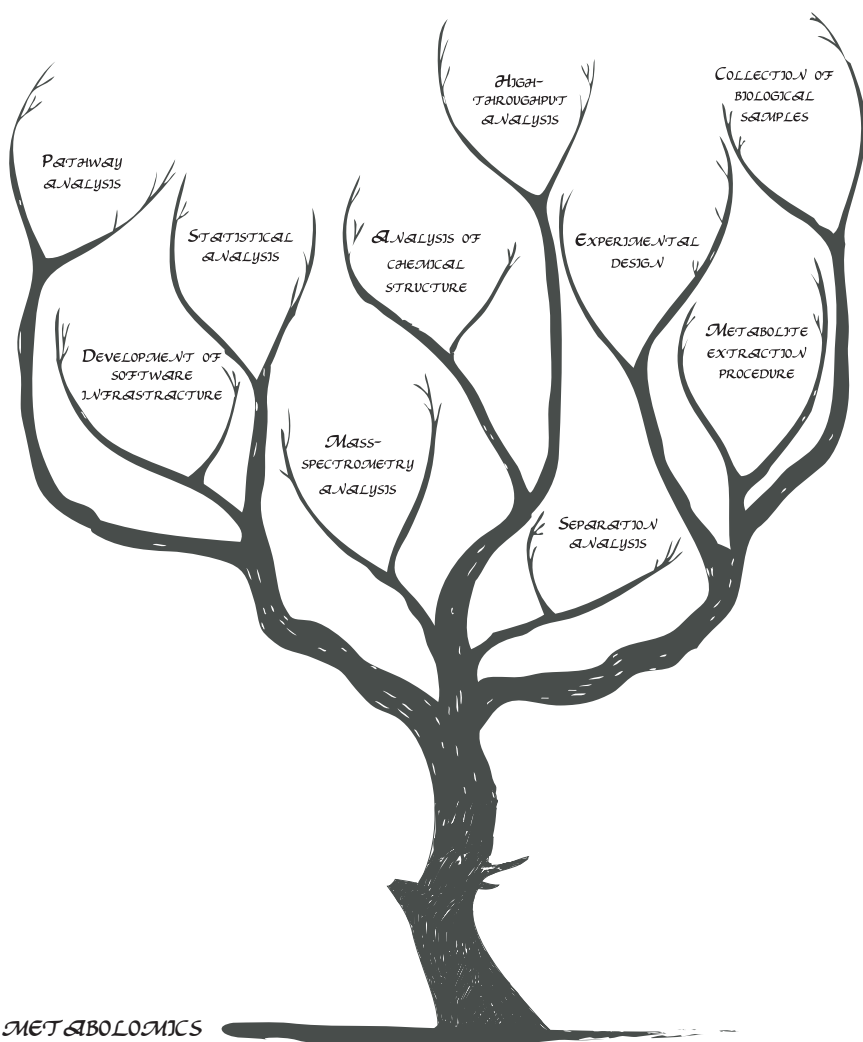 High-
throughput
analysis
Collection of
biological
samples
Pathway
analysis
Statistical
analysis
Analysis of
chemical
structure
Experimental
design
Development of
software
infrastracture
Metabolite
extraction
procedure
Mass-
spectrometry
analysis
Separation
analysis
METABOLOMICS